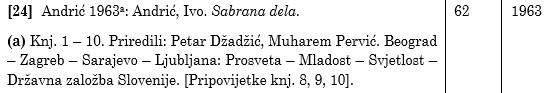 [24] Andrić 1963ª: Andrić, Ivo. Sabrana dela. 62 1963
(a) Knj. 1 – 10. Priredili: Petar Džadžić, Muharem Pervić. Beograd
– Zagreb – Sarajevo – Ljubljana: Prosveta – Mladost – Svjetlost –
Državna založba Slovenije. [Pripovijetke knj. 8, 9, 10].